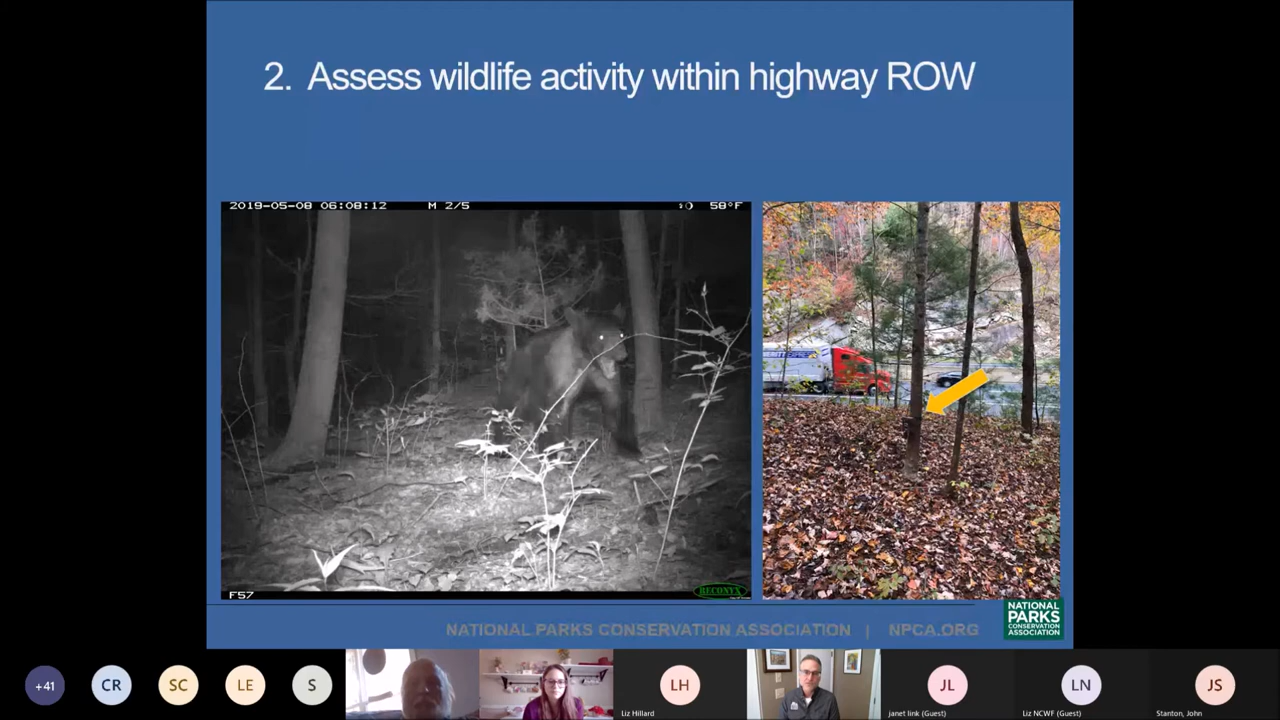 2. Assess wildlife activity within highway ROW
2019-05-08 06:08:12 M 2/5 58°F
F57
RECONYX
NATIONAL PARKS CONSERVATION ASSOCIATION | NPCA.ORG
NATIONAL
PARKS
CONSERVATION
ASSOCIATION
+41
CR
SC
LE
S
LH
JL
LN
JS
Liz Hillard
janet link (Guest)
Liz NCWF (Guest)
Stanton, John